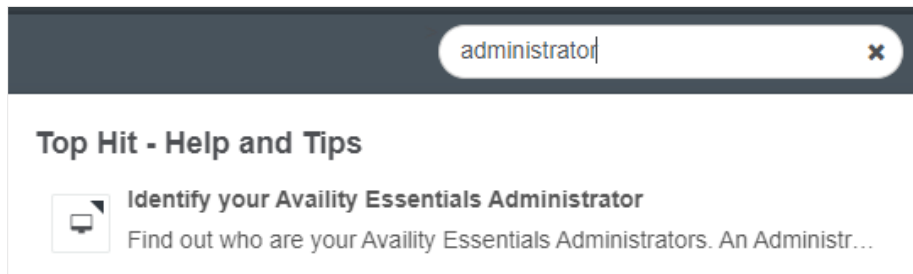 administrator
Top Hit - Help and Tips
Identify your Availity Essentials Administrator
Find out who are your Availity Essentials Administrators. An Administr...